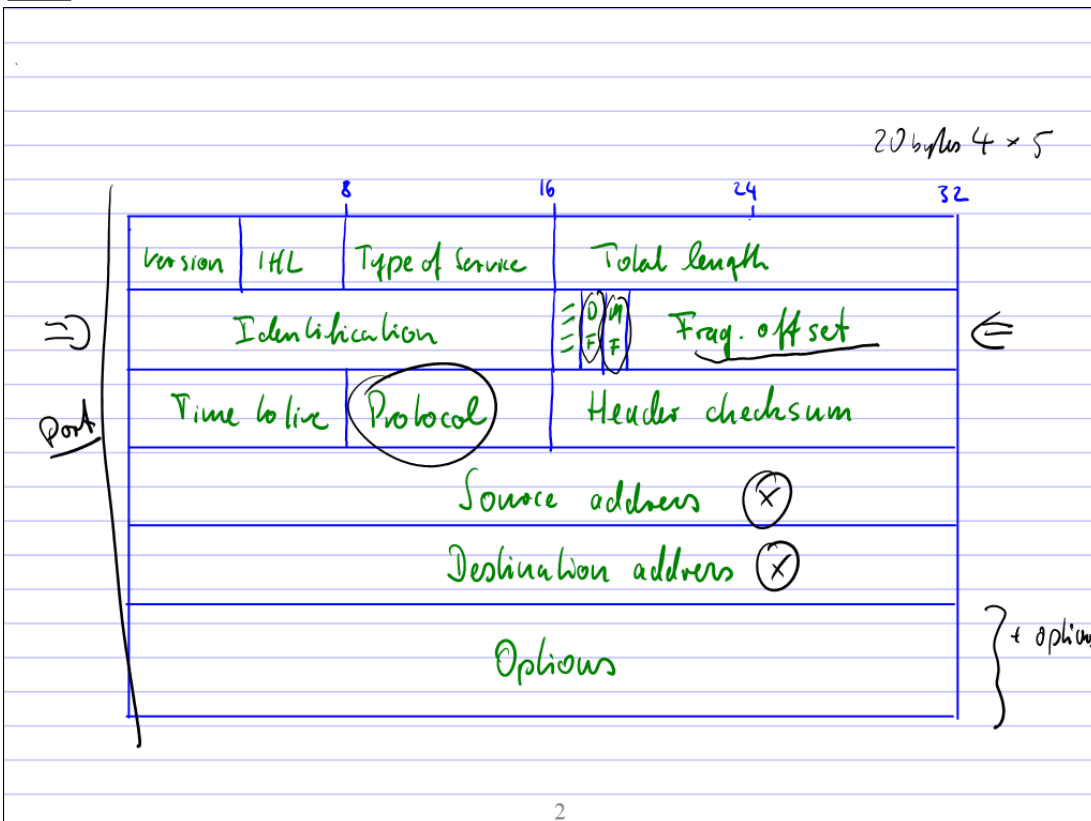 20 bytes 4 × 5
8 16 24 32
Version IHL Type of Service Total length
Identification D F M F Frag. offset
Time to live Protocol Header checksum
Port
Source address X
Destination address X
Options
+ option
2